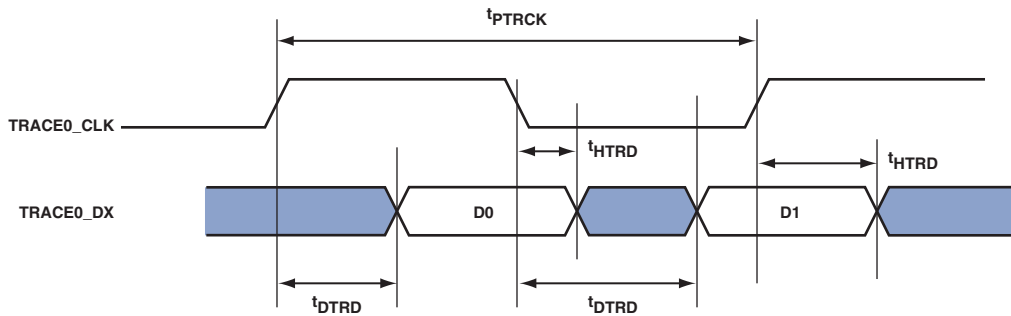 tPTRCK
TRACE0_CLK
tHTRD
tHTRD
TRACE0_DX
D0
D1
tDTRD
tDTRD